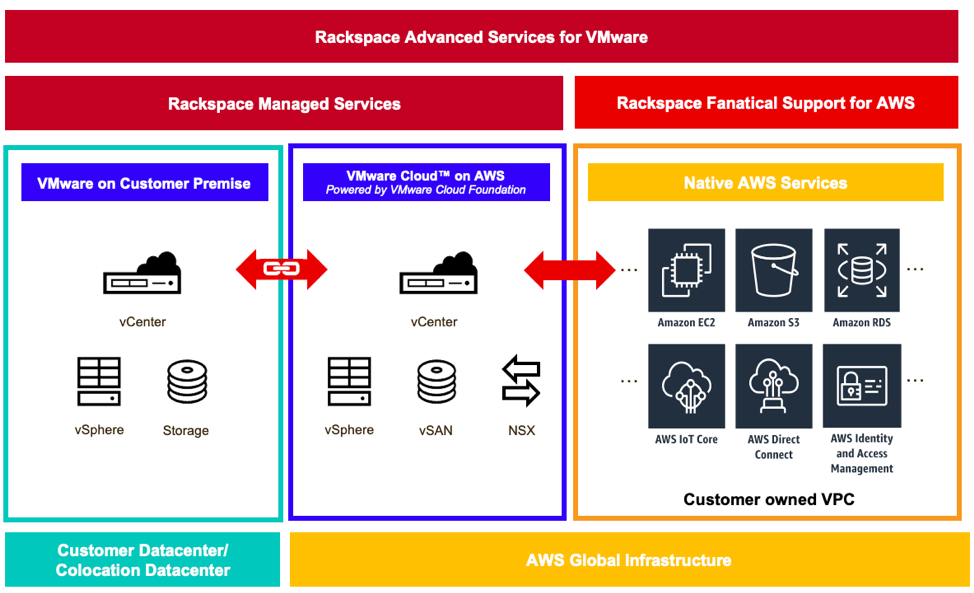 Rackspace Advanced Services for VMware
Rackspace Managed Services
Rackspace Fanatical Support for AWS
VMware on Customer Premise
VMware Cloud™ on AWS
Powered by VMware Cloud Foundation
Native AWS Services
vCenter
vCenter
... ...
Amazon EC2 Amazon S3 Amazon RDS
vSphere Storage
vSphere vSAN NSX
... ...
AWS IoT Core
AWS Direct
Connect
AWS Identity
and Access
Management
Customer owned VPC
Customer Datacenter/
Colocation Datacenter
AWS Global Infrastructure